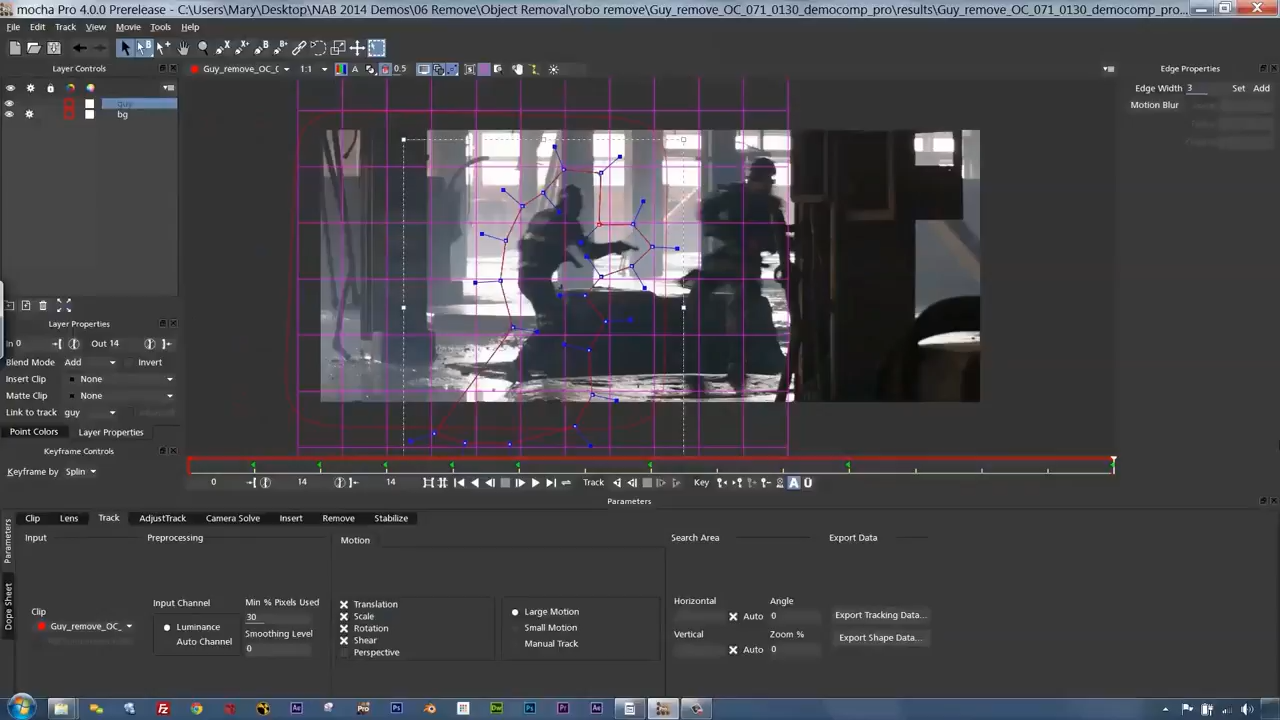 mocha Pro 4.0.0 Prerelease - C:\Users\Mary\Desktop\NAB 2014 Demos\06 Remove\Object Removal\robo remove\Guy_remove_OC_071_0130_democomp_pro\results\Guy_remove_OC_071_0130_democomp_pro...
File Edit Track View Movie Tools Help
Layer Controls
Guy_remove_OC_( 1:1 A 0.5
Edge Properties
guy
bg
Edge Width 3 Set Add
Motion Blur
Layer Properties
In 0 Out 14
Blend Mode Add Invert
Insert Clip None
Matte Clip None
Link to track guy
Point Colors Layer Properties
Keyframe Controls
Keyframe by Splin
0 14 14 Track Key A
Parameters
Clip Lens Track AdjustTrack Camera Solve Insert Remove Stabilize
Parameters
Dope Sheet
Input Preprocessing Motion Search Area Export Data
Clip
Guy_remove_OC_
Input Channel
Luminance
Auto Channel
Min % Pixels Used
30
Smoothing Level
0
Translation
Scale
Rotation
Shear
Perspective
Large Motion
Small Motion
Manual Track
Horizontal Auto
Angle 0
Vertical Auto
Zoom % 0
Export Tracking Data...
Export Shape Data...